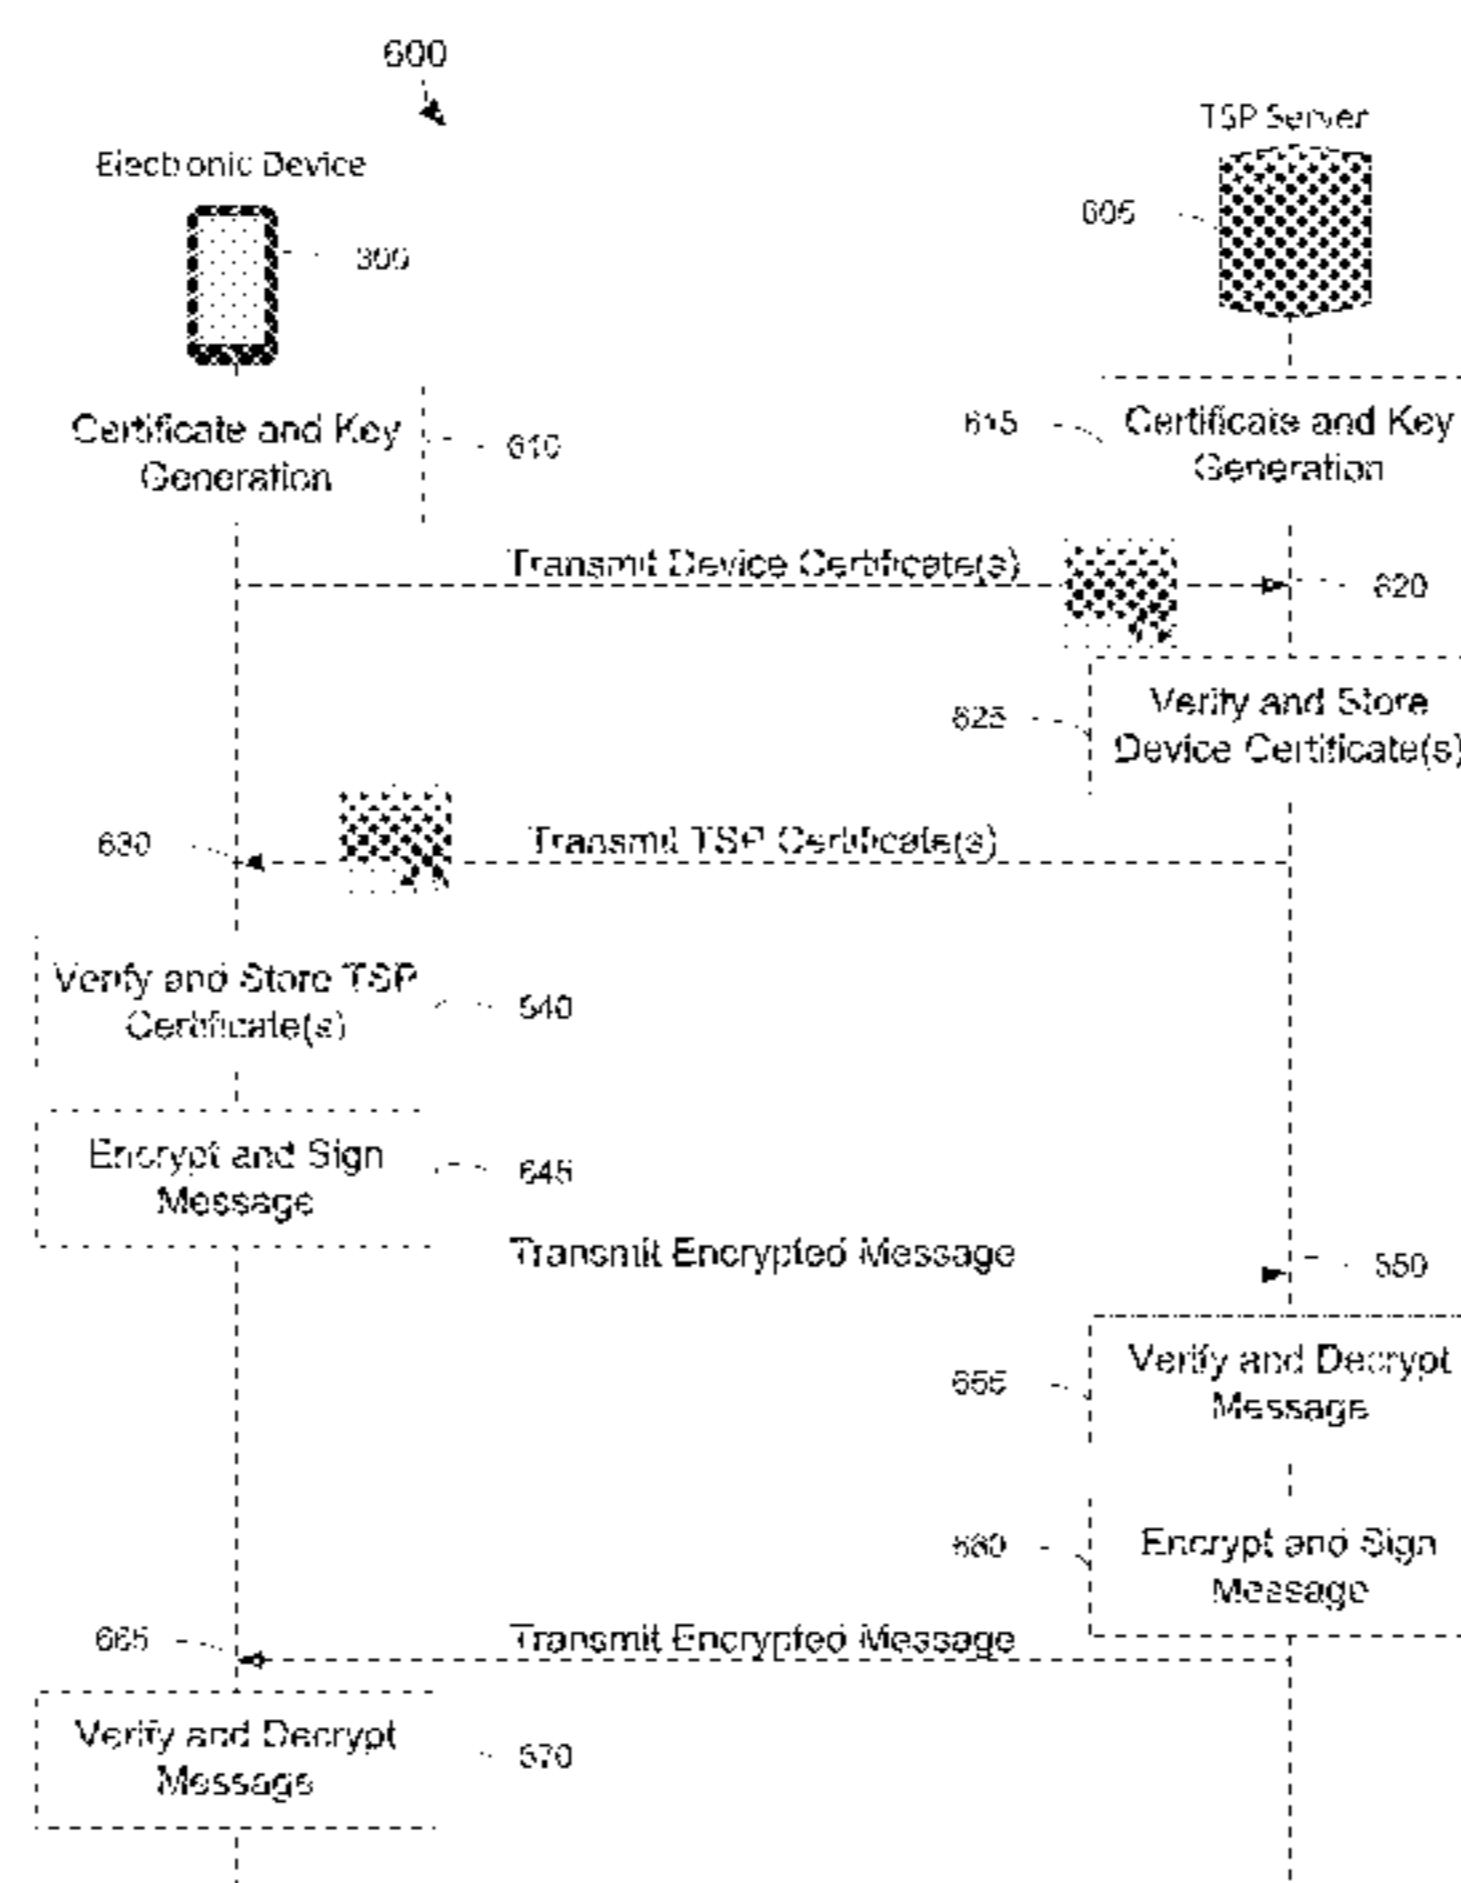 600
TSP Server
Electronic Device
605
300
Certificate and Key
Generation
610
615
Certificate and Key
Generation
Transmit Device Certificate(s)
620
625
Verify and Store
Device Certificate(s)
630
Transmit TSP Certificate(s)
Verify and Store TSP
Certificate(s)
640
Encrypt and Sign
Message
645
Transmit Encrypted Message
650
655
Verify and Decrypt
Message
660
Encrypt and Sign
Message
665
Transmit Encrypted Message
Verify and Decrypt
Message
670